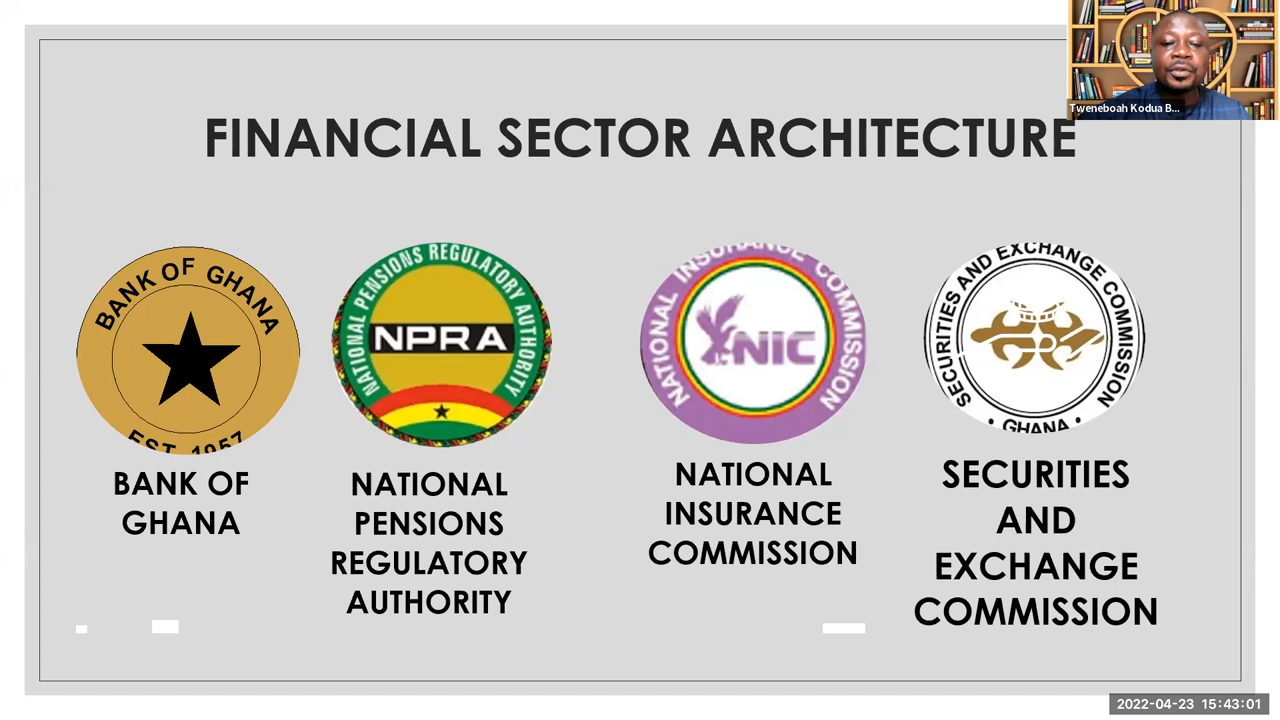 Tweneboah Kodua B...
FINANCIAL SECTOR ARCHITECTURE
BANK OF GHANA
EST. 1957
NATIONAL PENSIONS REGULATORY AUTHORITY
NPRA
NATIONAL INSURANCE COMMISSION
NIC
SECURITIES AND EXCHANGE COMMISSION
• GHANA •
BANK OF
GHANA
NATIONAL
PENSIONS
REGULATORY
AUTHORITY
NATIONAL
INSURANCE
COMMISSION
SECURITIES
AND
EXCHANGE
COMMISSION
2022-04-23 15:43:01